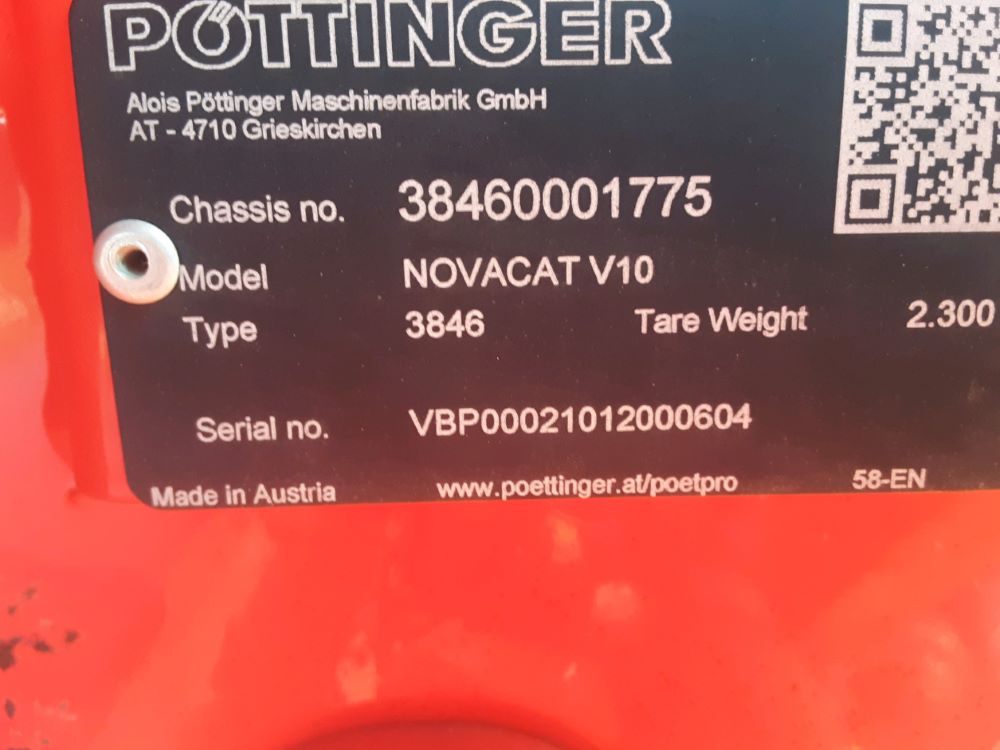 PÖTTINGER
Alois Pöttinger Maschinenfabrik GmbH
AT - 4710 Grieskirchen
Chassis no. 38460001775
Model NOVACAT V10
Type 3846 Tare Weight 2.300
Serial no. VBP00021012000604
Made in Austria www.poettinger.at/poetpro 58-EN